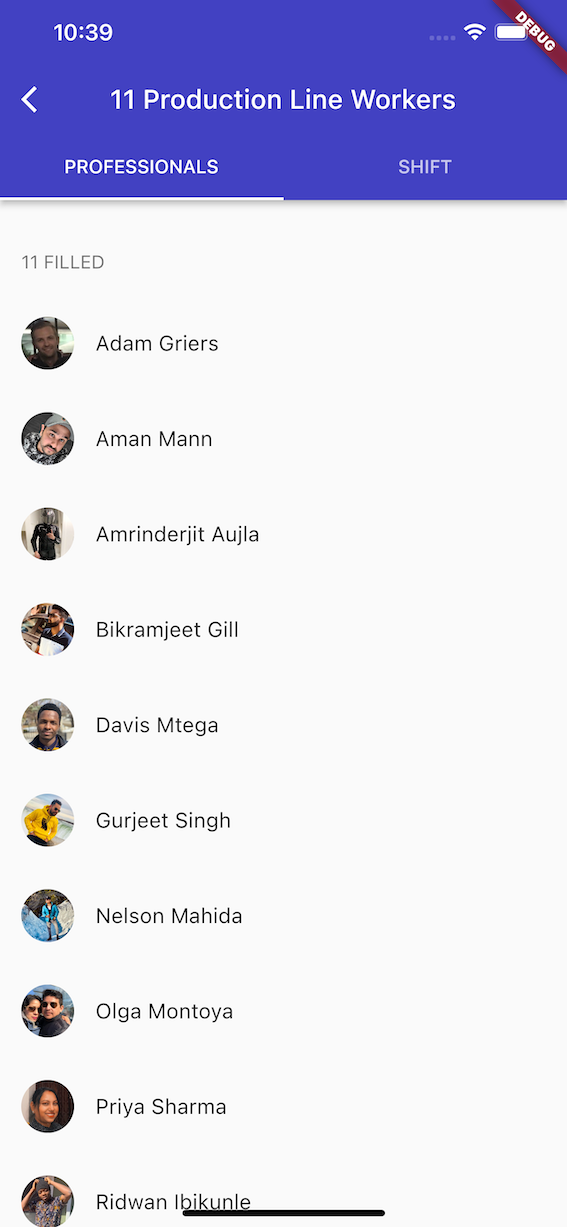 10:39
DEBUG
11 Production Line Workers
PROFESSIONALS
SHIFT
11 FILLED
Adam Griers
Aman Mann
Amrinderjit Aujla
Bikramjeet Gill
Davis Mtega
Gurjeet Singh
Nelson Mahida
Olga Montoya
Priya Sharma
Ridwan Ibikunle